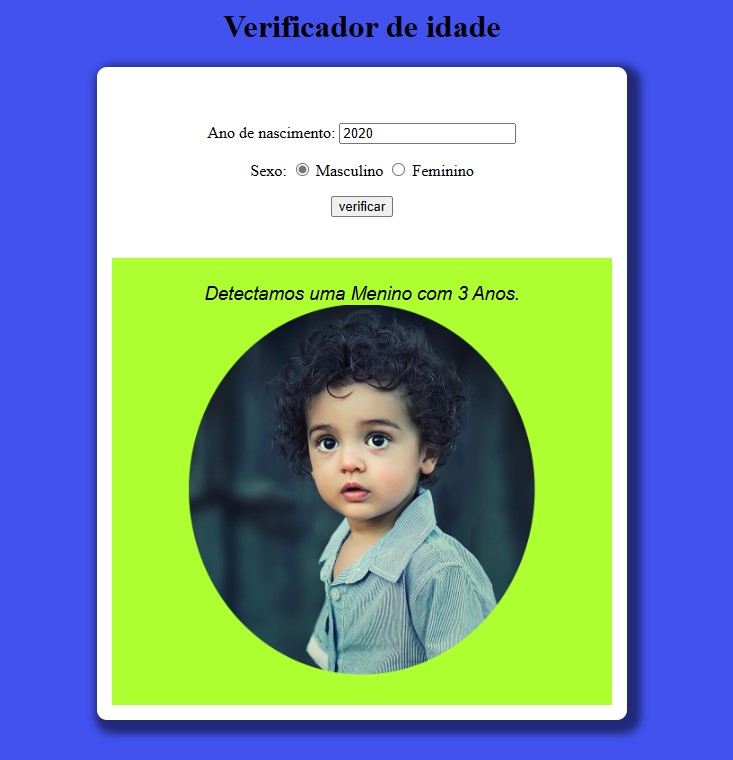 Verificador de idade
Ano de nascimento: 2020
Sexo: Masculino Feminino
verificar
Detectamos uma Menino com 3 Anos.